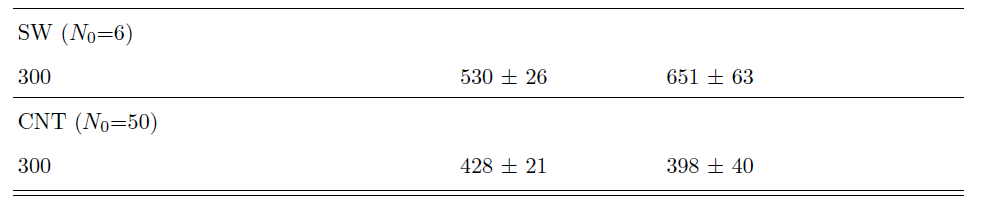 SW (N₀=6)
300 530 ± 26 651 ± 63
CNT (N₀=50)
300 428 ± 21 398 ± 40